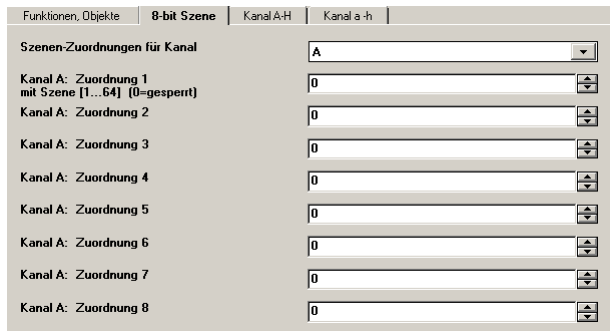 Funktionen, Objekte 8-bit Szene Kanal A-H Kanal a -h
Szenen-Zuordnungen für Kanal A
Kanal A: Zuordnung 1 0
mit Szene [1...64] (0=gesperrt)
Kanal A: Zuordnung 2 0
Kanal A: Zuordnung 3 0
Kanal A: Zuordnung 4 0
Kanal A: Zuordnung 5 0
Kanal A: Zuordnung 6 0
Kanal A: Zuordnung 7 0
Kanal A: Zuordnung 8 0